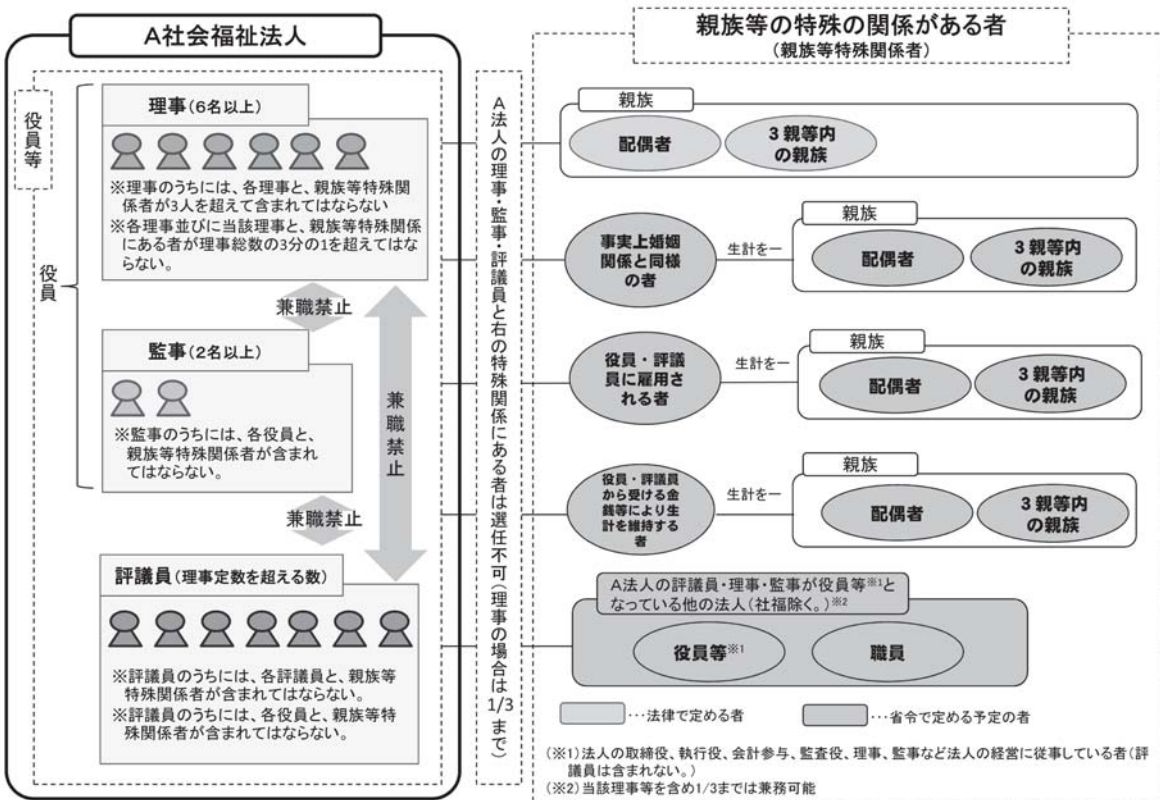 A社会福祉法人
役員等
役員
理事(6名以上)
※理事のうちには、各理事と、親族等特殊関
係者が3人を超えて含まれてはならない
※各理事並びに当該理事と、親族等特殊関係
にある者が理事総数の3分の1を超えてはな
らない。
兼職禁止
監事(2名以上)
※監事のうちには、各役員と、
親族等特殊関係者が含まれ
てはならない。
兼職禁止
兼職禁止
評議員(理事定数を超える数)
※評議員のうちには、各評議員と、親族等
特殊関係者が含まれてはならない。
※評議員のうちには、各役員と、親族等特
殊関係者が含まれてはならない。
A法人の理事・監事・評議員と右の特殊関係にある者は選任不可(理事の場合は1/3まで)
親族等の特殊の関係がある者
(親族等特殊関係者)
親族
配偶者
3親等内
の親族
事実上婚姻
関係と同様
の者
生計を一
親族
配偶者
3親等内
の親族
役員・評議
員に雇用さ
れる者
生計を一
親族
配偶者
3親等内
の親族
役員・評議員
から受ける金
銭等により生
計を維持する
者
生計を一
親族
配偶者
3親等内
の親族
A法人の評議員・理事・監事が役員等※1と
なっている他の法人(社福除く。)※2
役員等※1
職員
…法律で定める者
…省令で定める予定の者
(※1)法人の取締役、執行役、会計参与、監査役、理事、監事など法人の経営に従事している者(評
議員は含まれない。)
(※2)当該理事等を含め1/3までは兼務可能